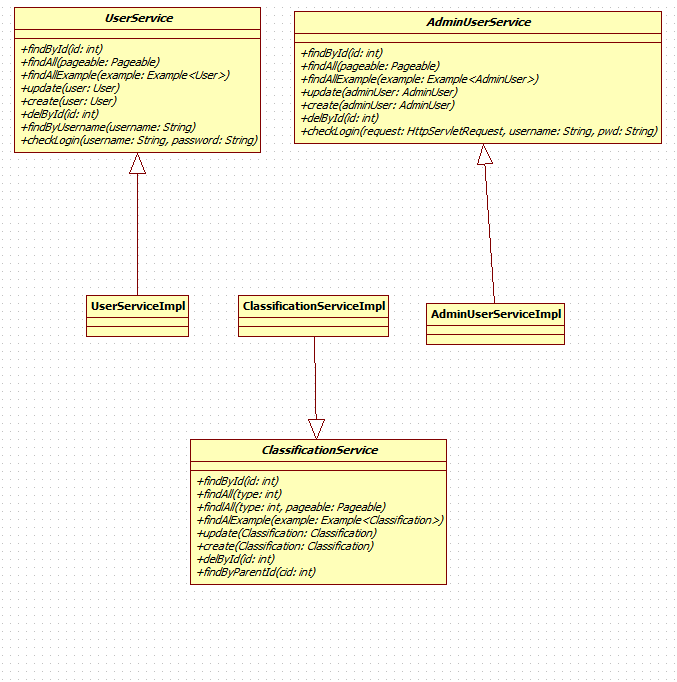 UserService
+findById(id: int)
+findAll(pageable: Pageable)
+findAllExample(example: Example<User>)
+update(user: User)
+create(user: User)
+delById(id: int)
+findByUsername(username: String)
+checkLogin(username: String, password: String)
AdminUserService
+findById(id: int)
+findAll(pageable: Pageable)
+findAllExample(example: Example<AdminUser>)
+update(adminUser: AdminUser)
+create(adminUser: AdminUser)
+delById(id: int)
+checkLogin(request: HttpServletRequest, username: String, pwd: String)
UserServiceImpl
ClassificationServiceImpl
AdminUserServiceImpl
ClassificationService
+findById(id: int)
+findAll(type: int)
+findlAll(type: int, pageable: Pageable)
+findAlExample(example: Example<Classification>)
+update(Classification: Classification)
+create(Classification: Classification)
+delById(id: int)
+findByParentId(cid: int)